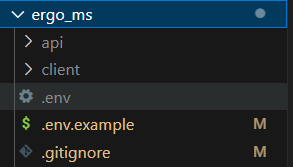 ergo_ms
api
client
.env
.env.example M
.gitignore M